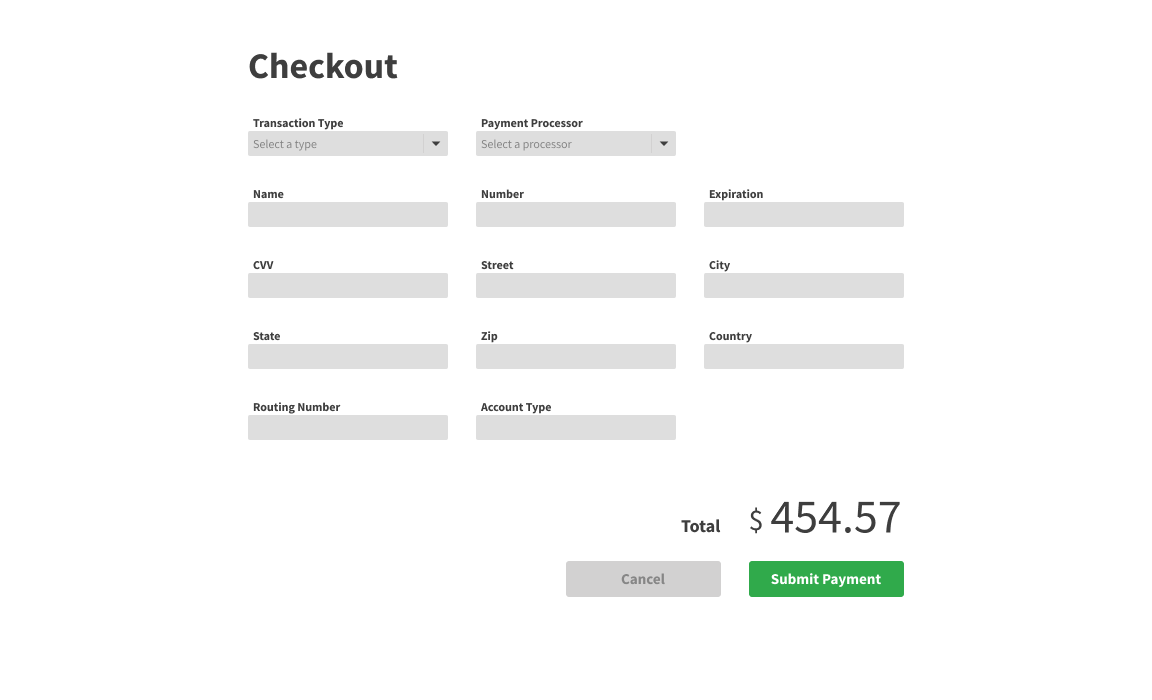 Checkout
Transaction Type Payment Processor
Select a type Select a processor
Name Number Expiration
CVV Street City
State Zip Country
Routing Number Account Type
Total $ 454.57
Cancel Submit Payment